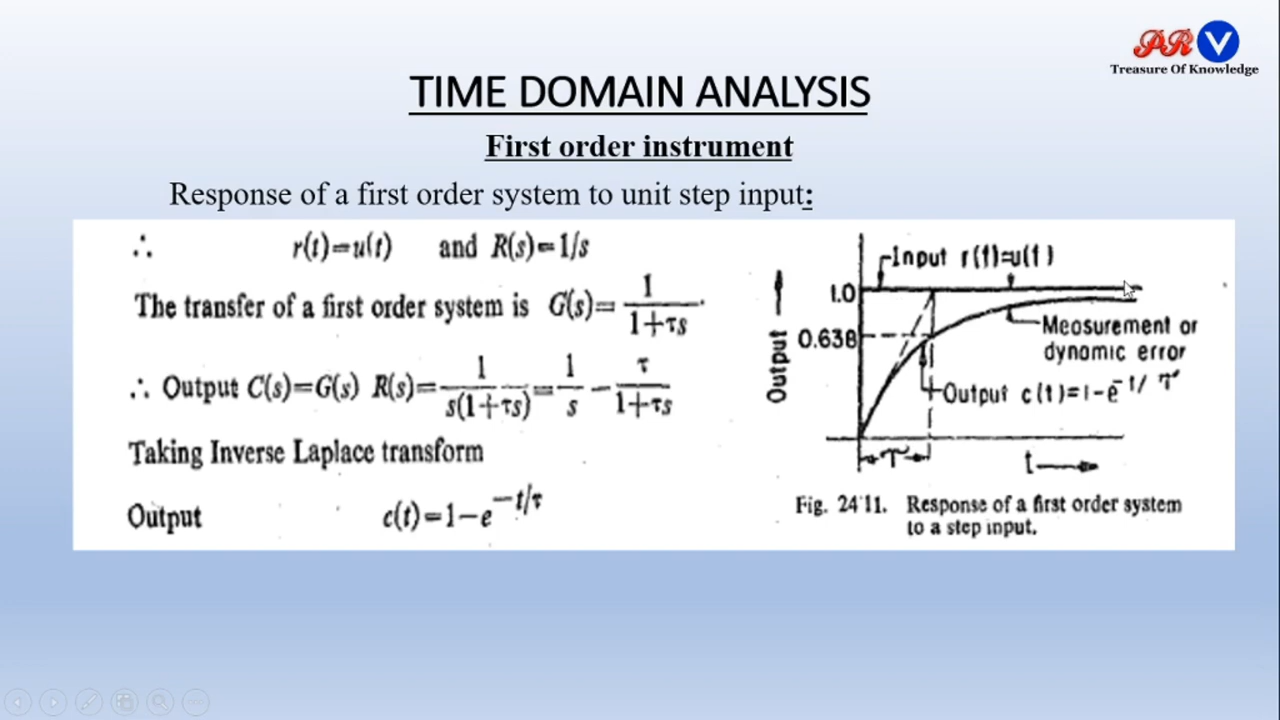 PR V
Treasure Of Knowledge
TIME DOMAIN ANALYSIS
First order instrument
Response of a first order system to unit step input:
∴ r(t)=u(t) and R(s)=1/s
The transfer of a first order system is G(s)= 1/(1+τs)
∴ Output C(s)=G(s) R(s)= 1/(s(1+τs)) = 1/s − τ/(1+τs)
Taking Inverse Laplace transform
Output c(t)=1−e^(−t/τ)
Input r(t)=u(t)
1.0
0.638
Output
Measurement or
dynamic error
Output c(t)=1-e^(-t/τ)
τ
t
Fig. 24·11. Response of a first order system
to a step input.